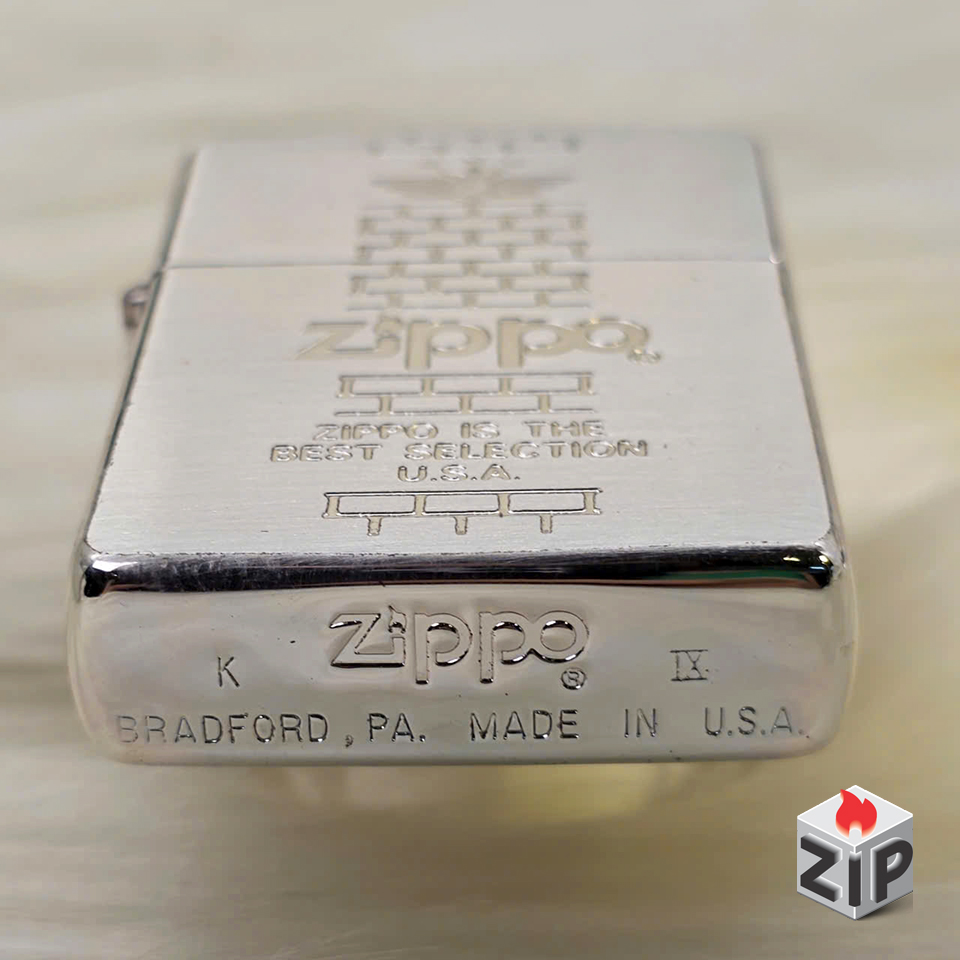 Zippo®
ZIPPO IS THE
BEST SELECTION
U.S.A.
K Zippo® IX
BRADFORD, PA. MADE IN U.S.A.
ZIP